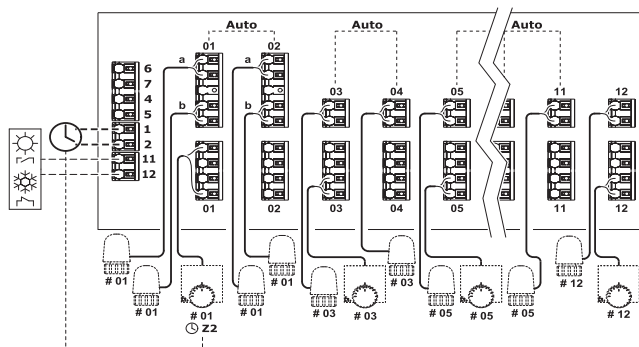 Auto Auto Auto
01 02
a a
6
7 03 04 05 11 12
4
5 b b
1
2
11
12
01 02 03 04 05 11 12
# 01 # 01 # 03 # 12
# 01 # 01 # 03 # 05 # 05
# 01 # 03 # 05 # 12
Z2